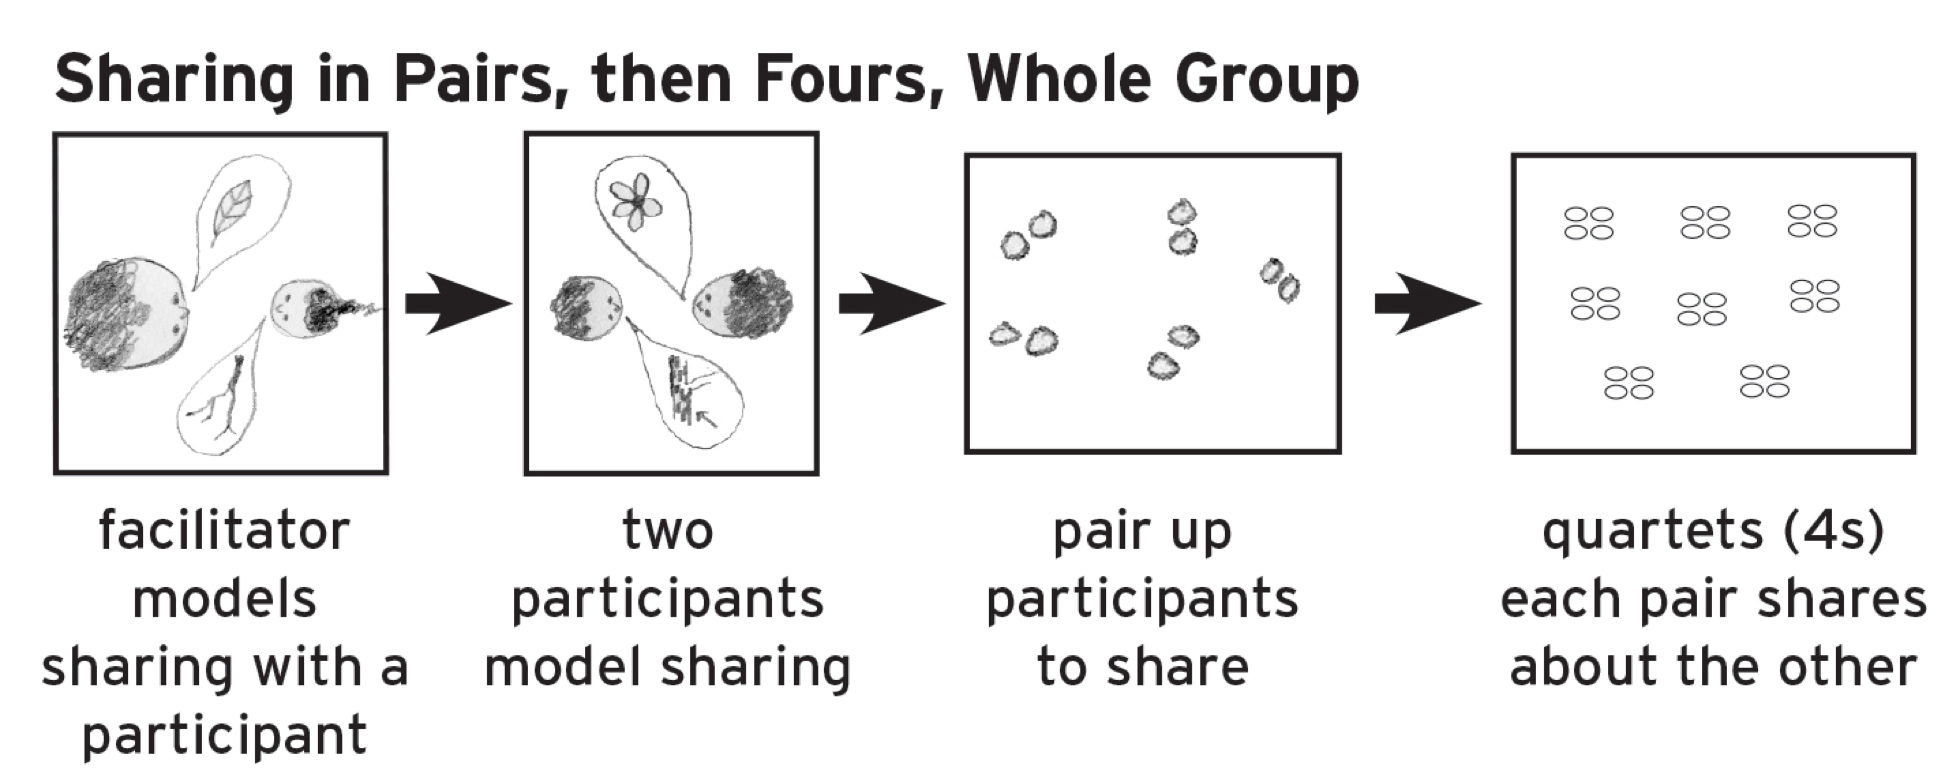 Sharing in Pairs, then Fours, Whole Group
facilitator
models
sharing with a
participant
two
participants
model sharing
pair up
participants
to share
quartets (4s)
each pair shares
about the other